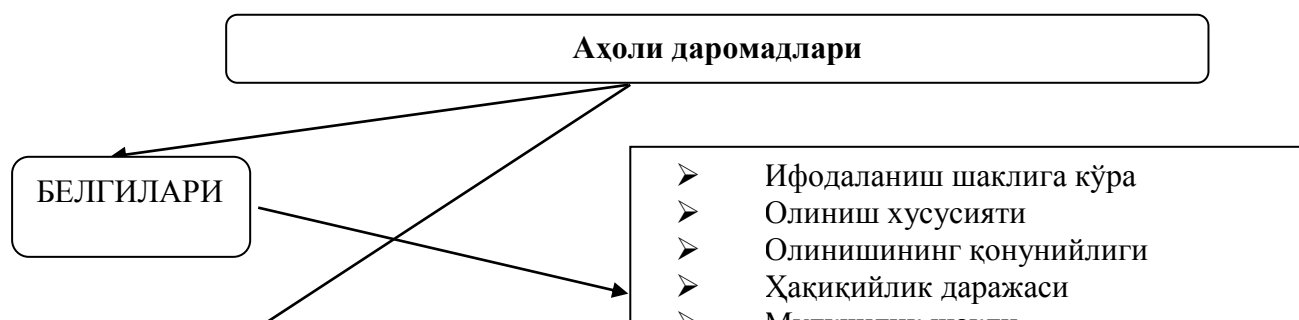 Аҳоли даромадлари
БЕЛГИЛАРИ
Ифодаланиш шаклига кўра
Олиниш хусусияти
Олинишининг қонунийлиги
Ҳақиқийлик даражаси